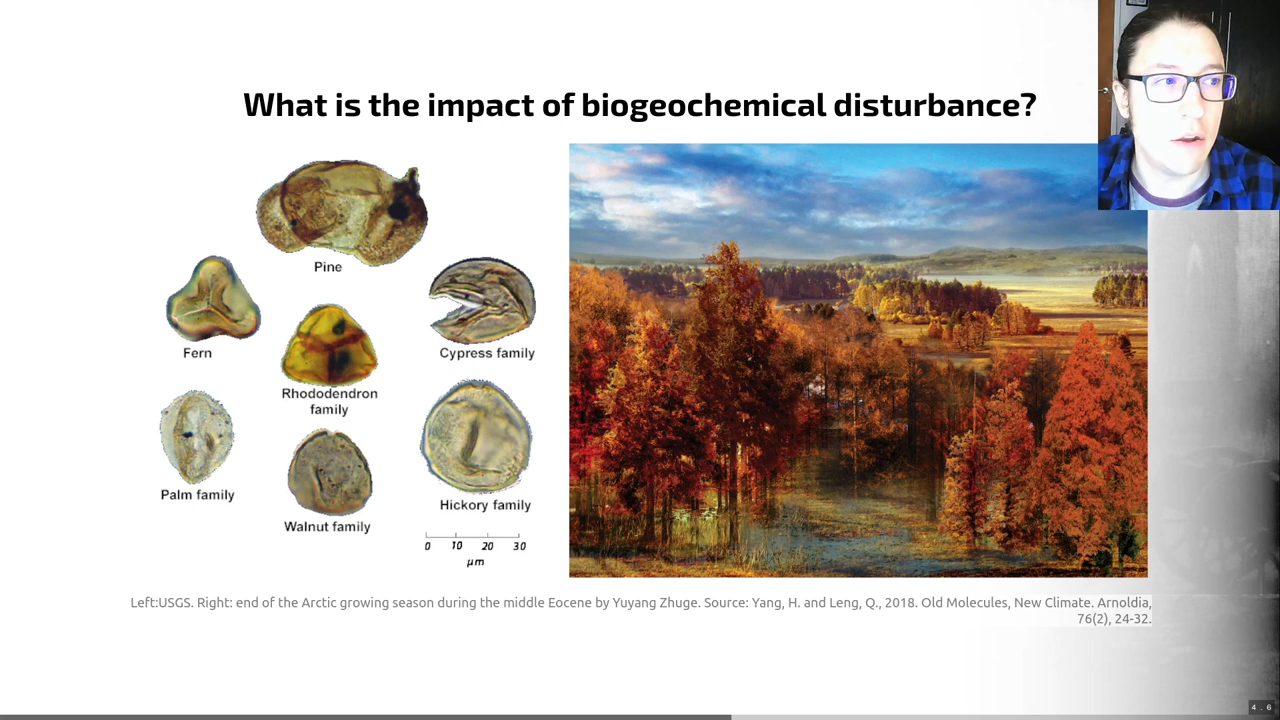 What is the impact of biogeochemical disturbance?
Pine
Fern
Cypress family
Rhododendron
family
Palm family
Hickory family
Walnut family
0 10 20 30
µm
Left:USGS. Right: end of the Arctic growing season during the middle Eocene by Yuyang Zhuge. Source: Yang, H. and Leng, Q., 2018. Old Molecules, New Climate. Arnoldia,
76(2), 24-32.
4 . 6